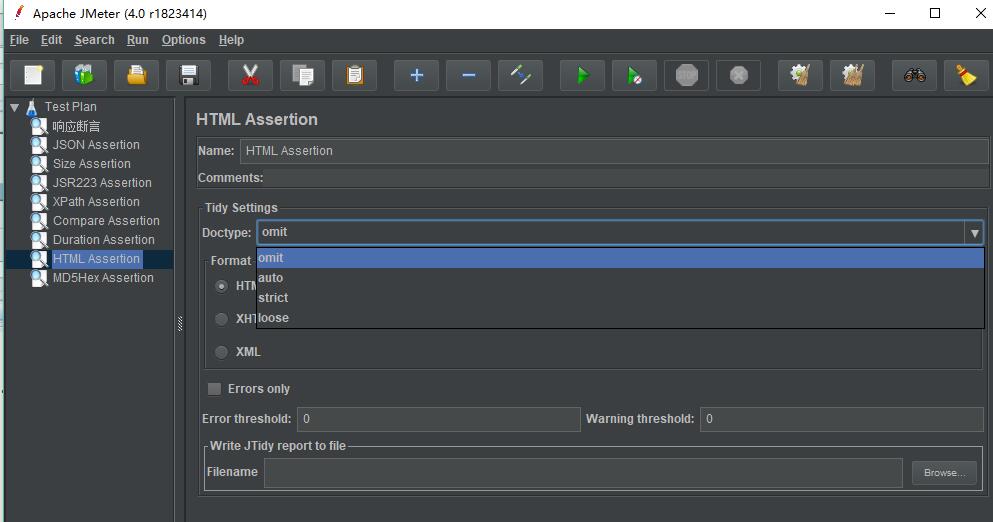 Apache JMeter (4.0 r1823414)
File Edit Search Run Options Help
STOP
Test Plan
响应断言
JSON Assertion
Size Assertion
JSR223 Assertion
XPath Assertion
Compare Assertion
Duration Assertion
HTML Assertion
MD5Hex Assertion
HTML Assertion
Name: HTML Assertion
Comments:
Tidy Settings
Doctype: omit
omit
auto
strict
loose
Format
HTM
XHT
XML
Errors only
Error threshold: 0 Warning threshold: 0
Write JTidy report to file
Filename Browse...